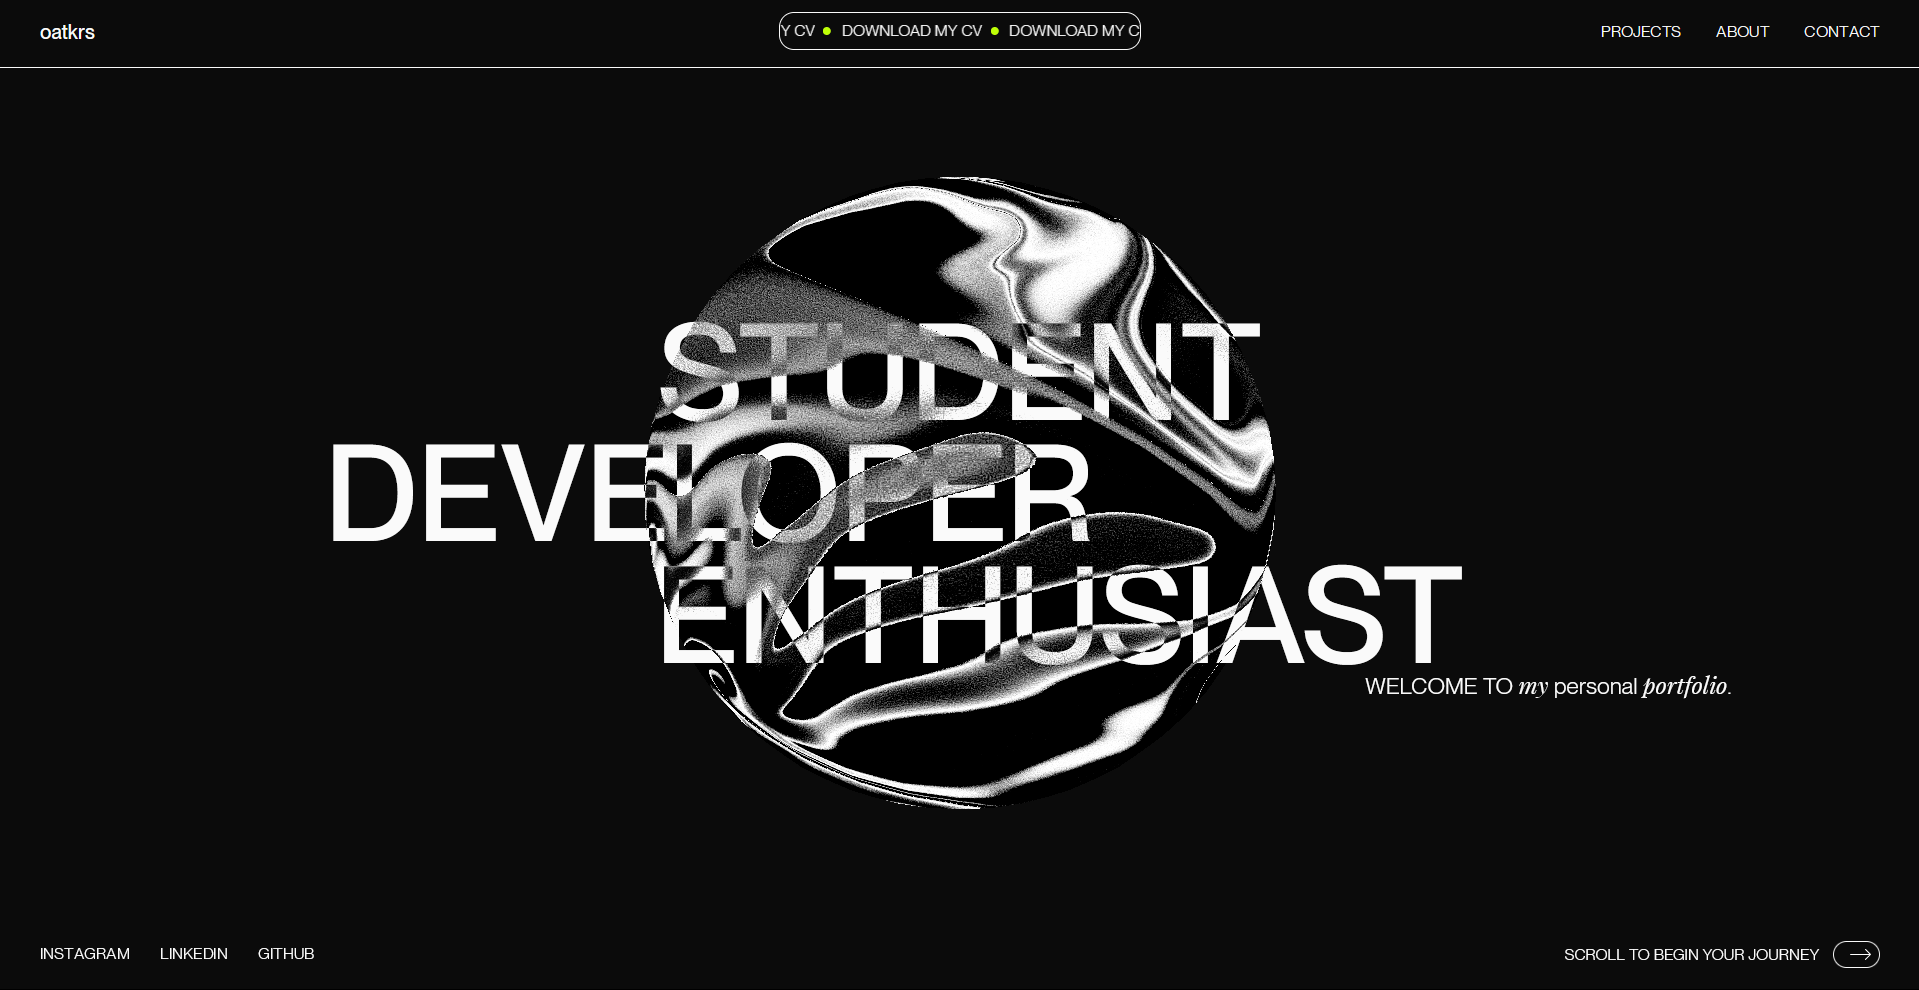 oatkrs
Y CV • DOWNLOAD MY CV • DOWNLOAD MY C
PROJECTS ABOUT CONTACT
STUDENT
DEVELOPER
ENTHUSIAST
WELCOME TO my personal portfolio.
INSTAGRAM LINKEDIN GITHUB
SCROLL TO BEGIN YOUR JOURNEY